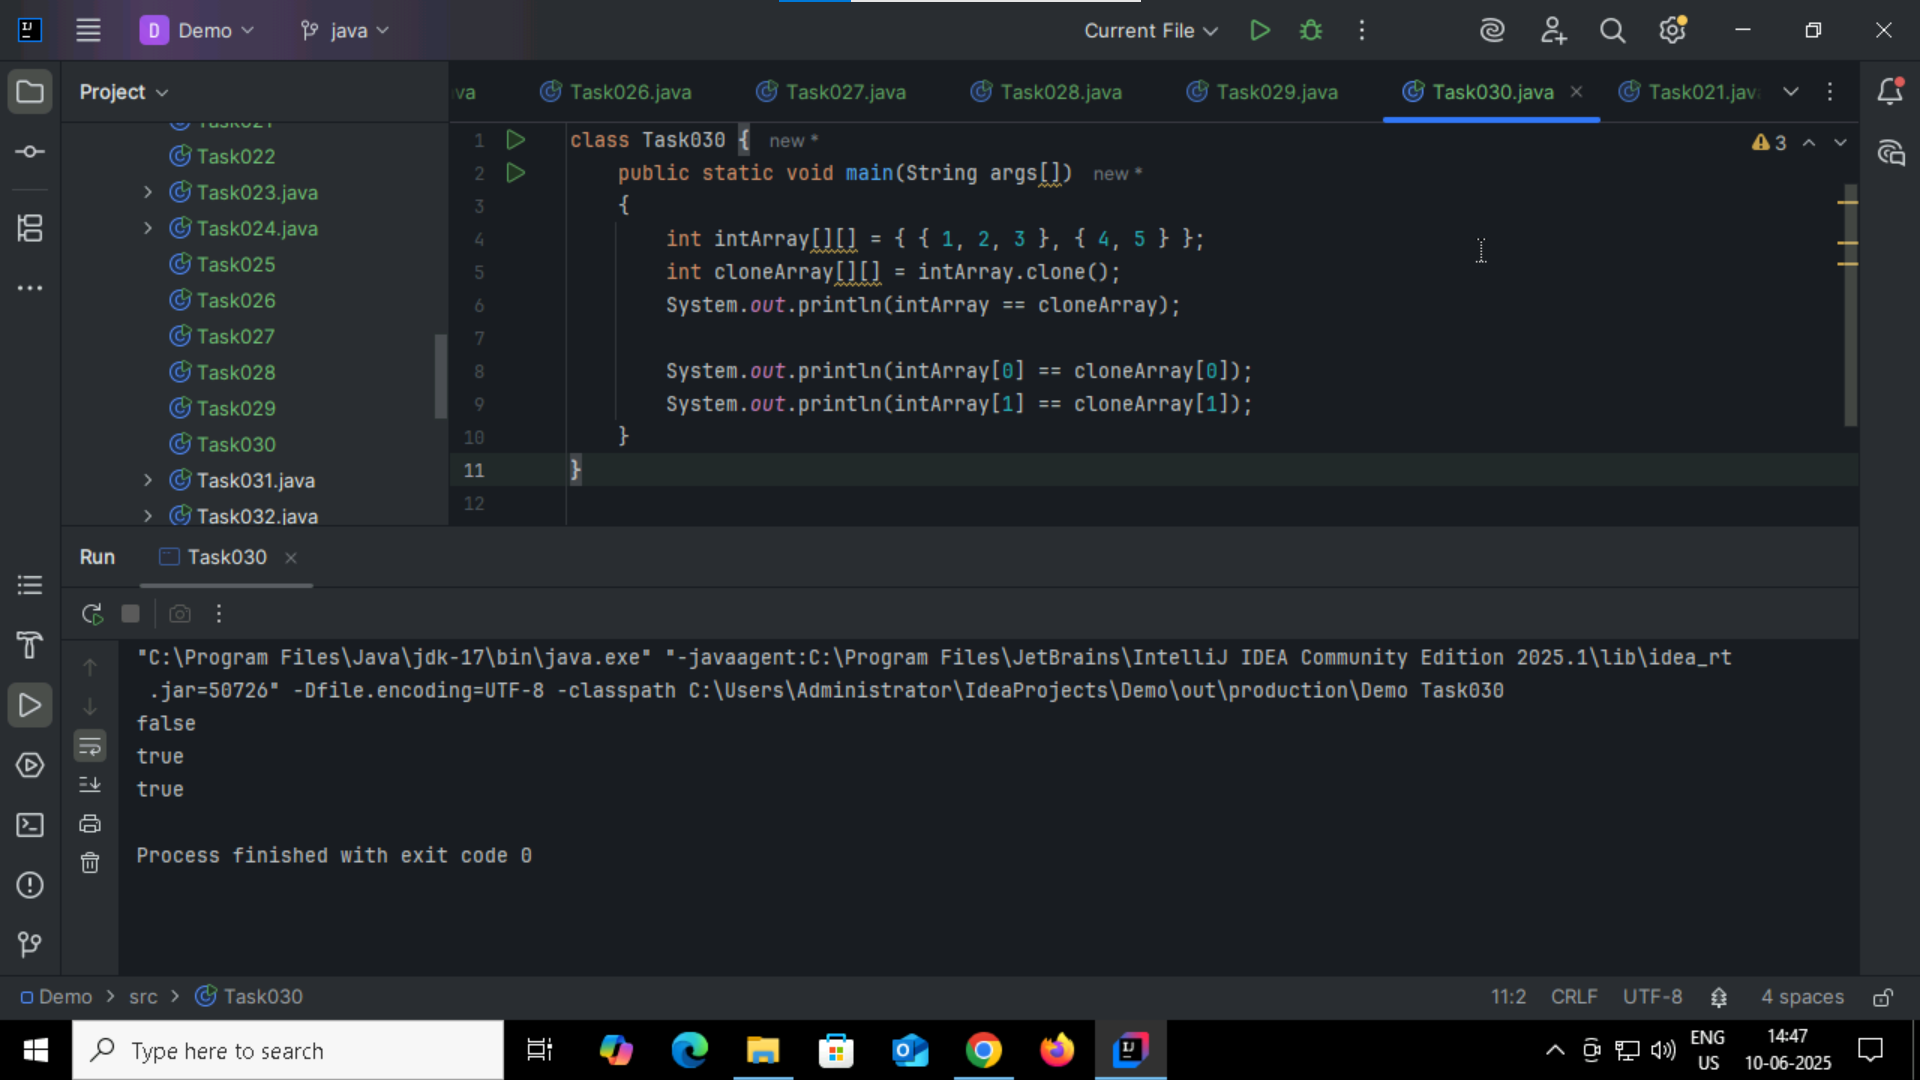 D Demo java Current File
Project
va Task026.java Task027.java Task028.java Task029.java Task030.java Task021.jav
Task022
Task023.java
Task024.java
Task025
Task026
Task027
Task028
Task029
Task030
Task031.java
Task032.java
1 class Task030 { new *
2 public static void main(String args[]) new *
3 {
4 int intArray[][] = { { 1, 2, 3 }, { 4, 5 } };
5 int cloneArray[][] = intArray.clone();
6 System.out.println(intArray == cloneArray);
7
8 System.out.println(intArray[0] == cloneArray[0]);
9 System.out.println(intArray[1] == cloneArray[1]);
10 }
11 }
12
3
Run Task030
"C:\Program Files\Java\jdk-17\bin\java.exe" "-javaagent:C:\Program Files\JetBrains\IntelliJ IDEA Community Edition 2025.1\lib\idea_rt
.jar=50726" -Dfile.encoding=UTF-8 -classpath C:\Users\Administrator\IdeaProjects\Demo\out\production\Demo Task030
false
true
true
Process finished with exit code 0
Demo > src > Task030 11:2 CRLF UTF-8 4 spaces
Type here to search
ENG
US
14:47
10-06-2025